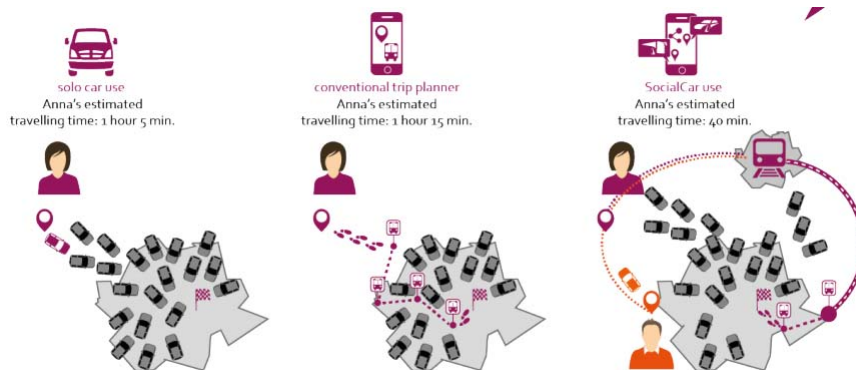 solo car use
Anna's estimated
travelling time: 1 hour 5 min.
conventional trip planner
Anna's estimated
travelling time: 1 hour 15 min.
SocialCar use
Anna's estimated
travelling time: 40 min.